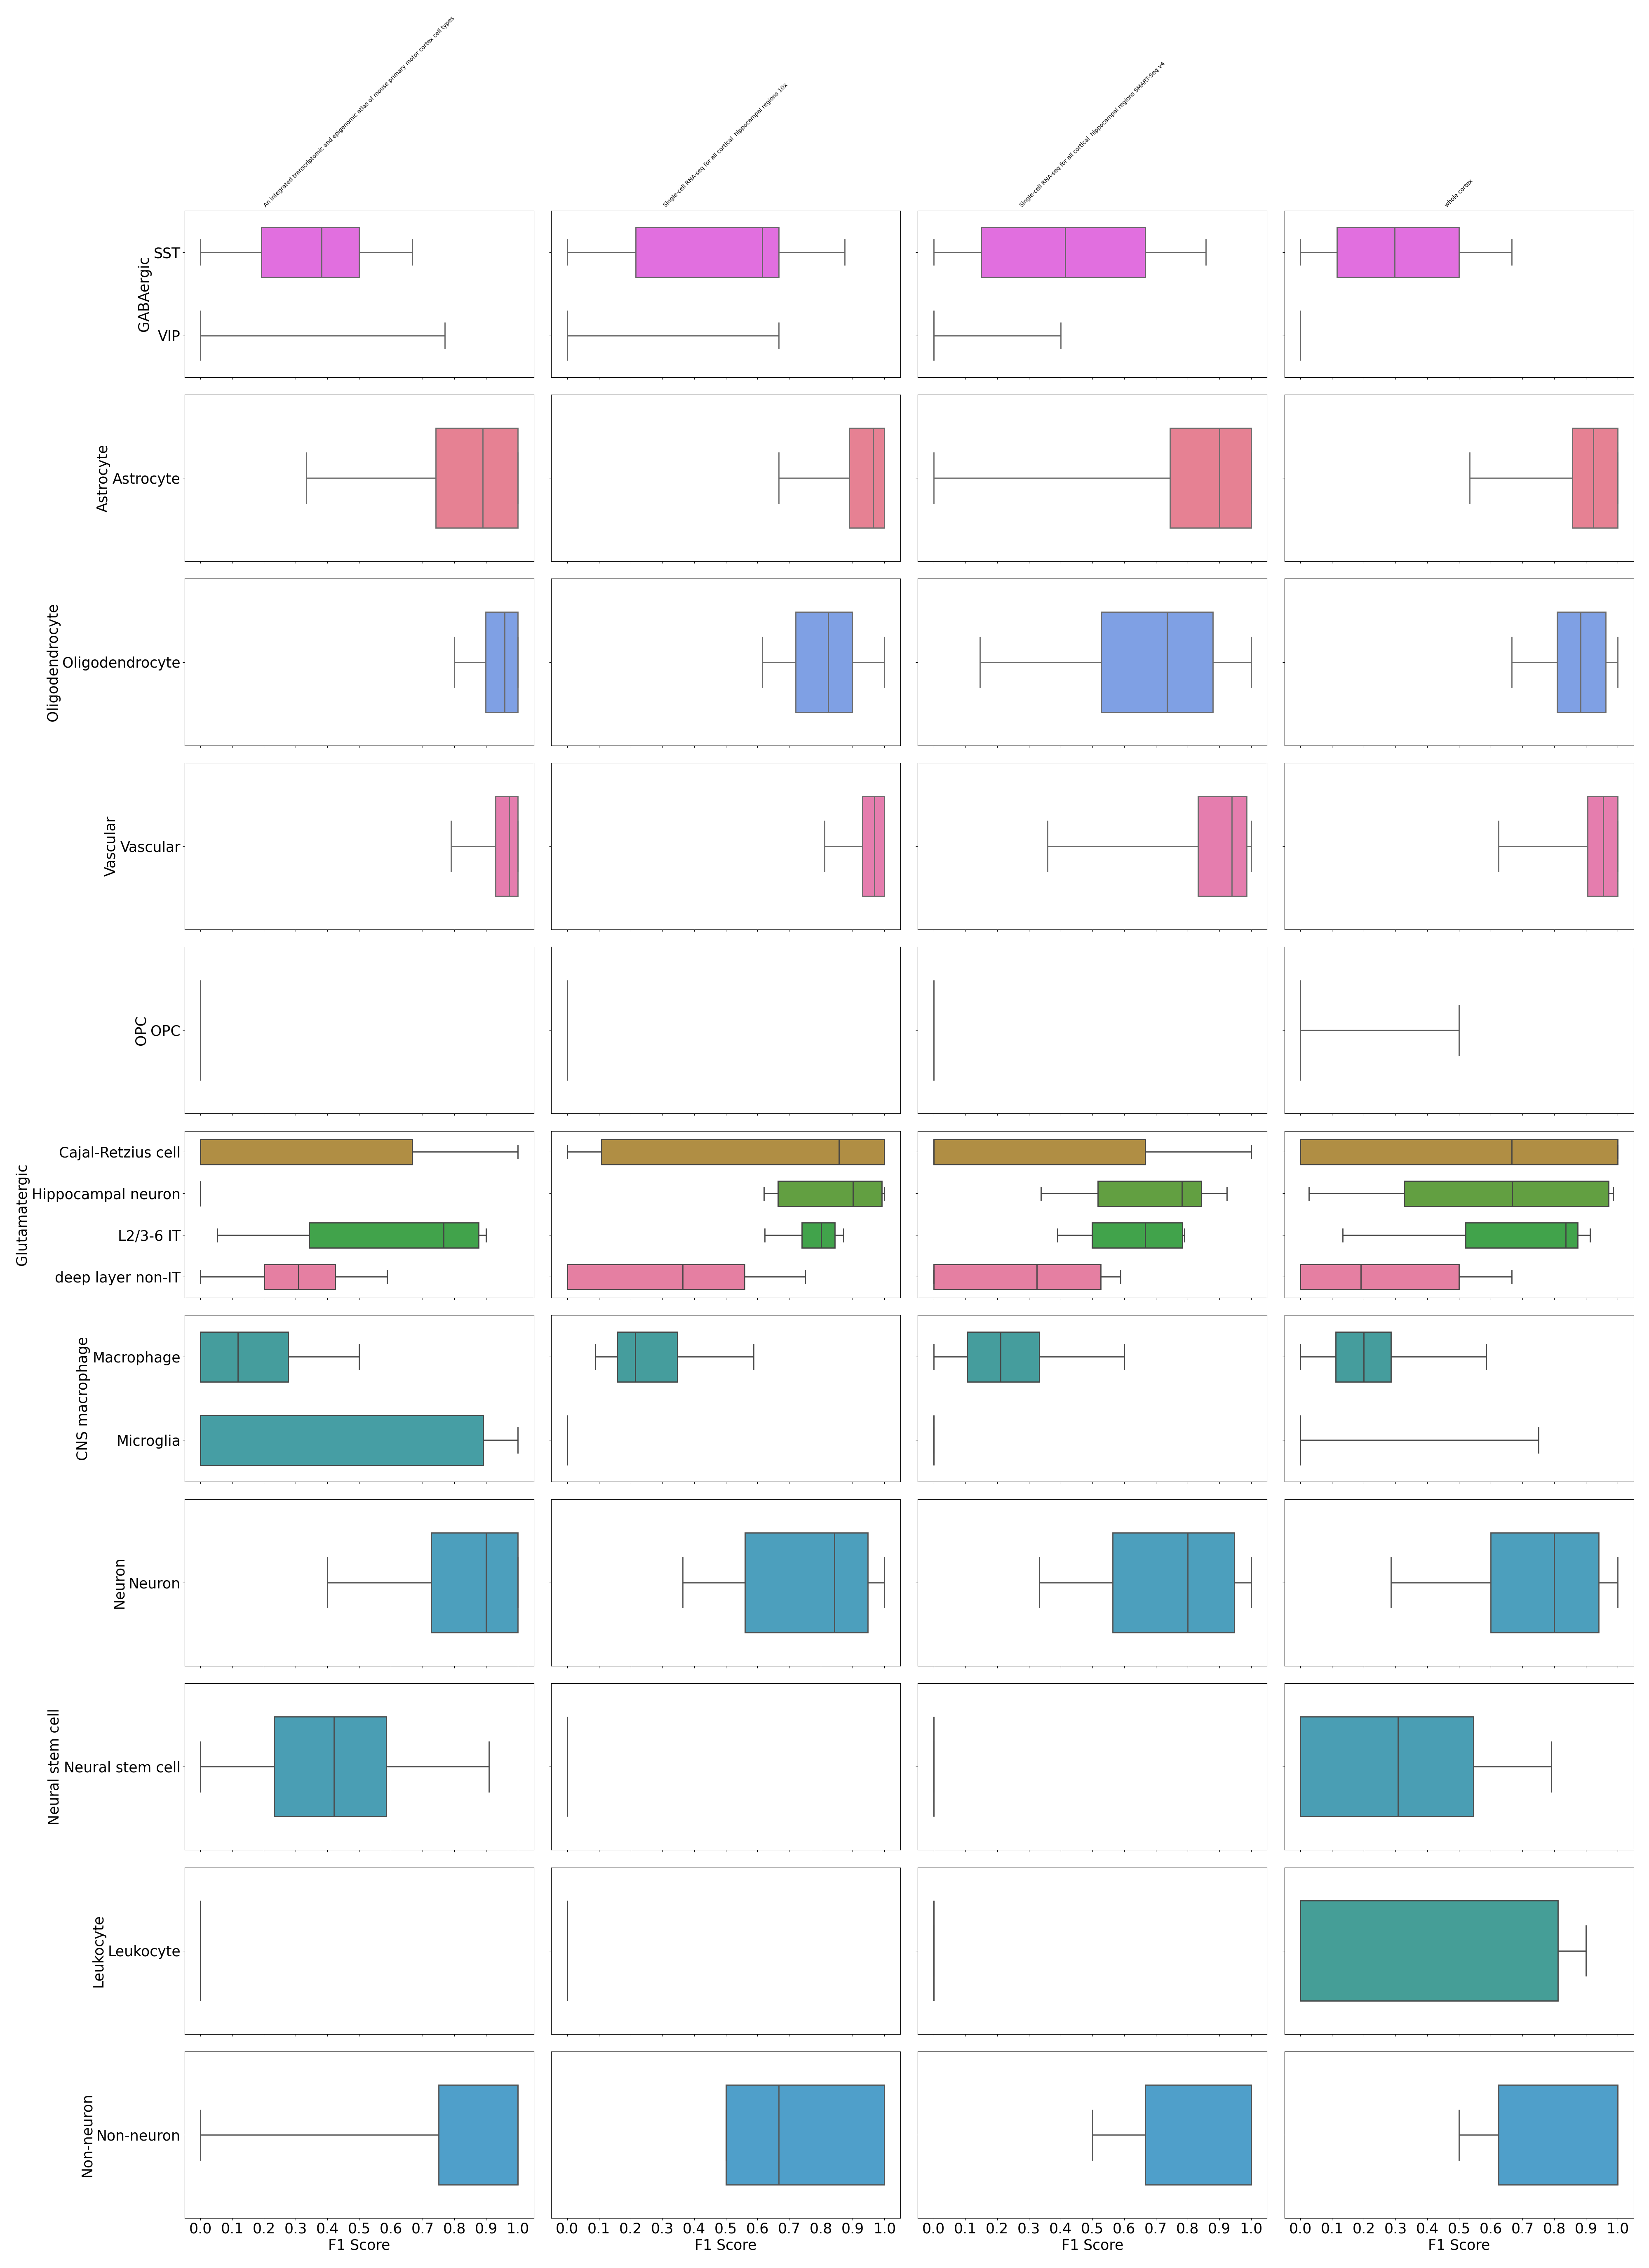 An integrated transcriptomic and epigenomic atlas of mouse primary motor cortex cell types
Single-cell RNA-seq for all cortical  hippocampal regions 10x
Single-cell RNA-seq for all cortical  hippocampal regions SMART-Seq v4
whole cortex
GABAergic
SST
VIP
Astrocyte
Astrocyte
Oligodendrocyte
Oligodendrocyte
Vascular
Vascular
OPC
OPC
Glutamatergic
Cajal-Retzius cell
Hippocampal neuron
L2/3-6 IT
deep layer non-IT
CNS macrophage
Macrophage
Microglia
Neuron
Neuron
Neural stem cell
Neural stem cell
Leukocyte
Leukocyte
Non-neuron
Non-neuron
0.0 0.1 0.2 0.3 0.4 0.5 0.6 0.7 0.8 0.9 1.0
F1 Score
0.0 0.1 0.2 0.3 0.4 0.5 0.6 0.7 0.8 0.9 1.0
F1 Score
0.0 0.1 0.2 0.3 0.4 0.5 0.6 0.7 0.8 0.9 1.0
F1 Score
0.0 0.1 0.2 0.3 0.4 0.5 0.6 0.7 0.8 0.9 1.0
F1 Score